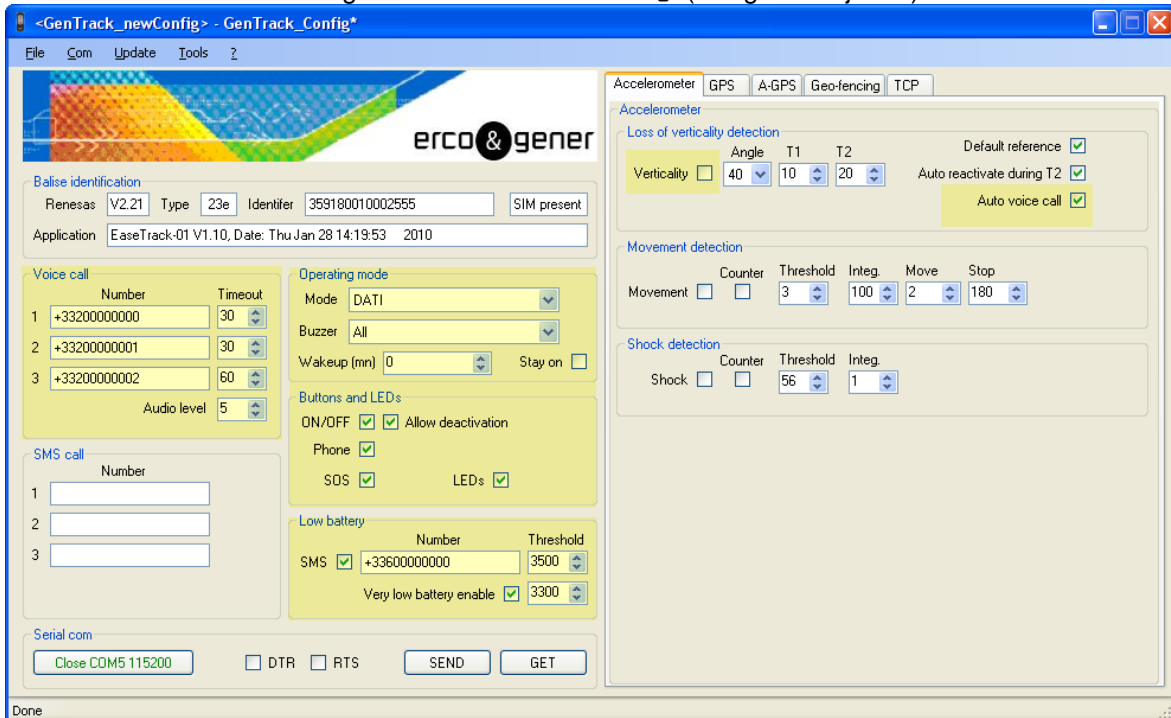 <GenTrack_newConfig> - GenTrack_Config*
File Com Update Tools ?
erco&gener
Balise identification
Renesas V2.21 Type 23e Identifer 359180010002555 SIM present
Application EaseTrack-01 V1.10, Date: Thu Jan 28 14:19:53 2010
Voice call
Number Timeout
1 +33200000000 30
2 +33200000001 30
3 +33200000002 60
Audio level 5
SMS call
Number
1
2
3
Operating mode
Mode DATI
Buzzer All
Wakeup (mn) 0 Stay on
Buttons and LEDs
ON/OFF Allow deactivation
Phone
SOS LEDs
Low battery
Number Threshold
SMS +33600000000 3500
Very low battery enable 3300
Serial com
Close COM5 115200 DTR RTS SEND GET
Accelerometer GPS A-GPS Geo-fencing TCP
Accelerometer
Loss of verticality detection
Angle T1 T2 Default reference
Verticality 40 10 20 Auto reactivate during T2
Auto voice call
Movement detection
Counter Threshold Integ. Move Stop
Movement 3 100 2 180
Shock detection
Counter Threshold Integ.
Shock 56 1
Done